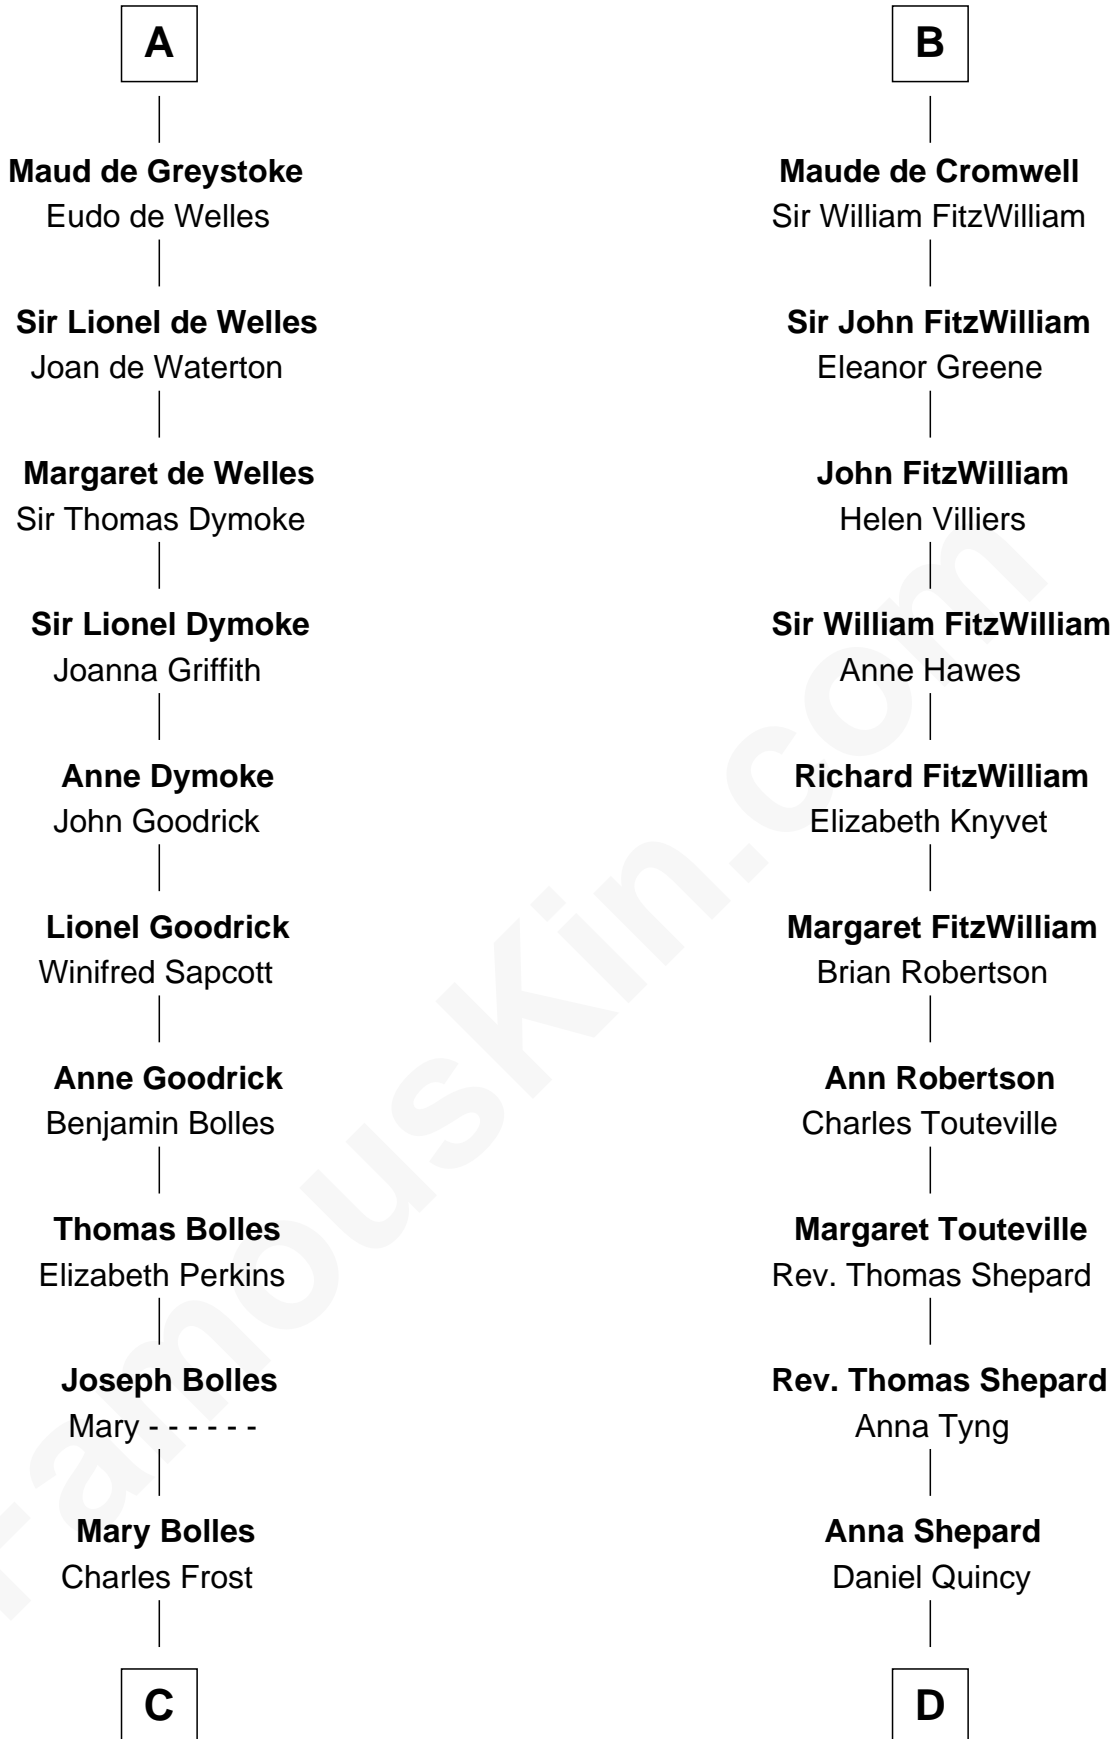 A
Maud de Greystoke
Eudo de Welles
Sir Lionel de Welles
Joan de Waterton
Margaret de Welles
Sir Thomas Dymoke
Sir Lionel Dymoke
Joanna Griffith
Anne Dymoke
John Goodrick
Lionel Goodrick
Winifred Sapcott
Anne Goodrick
Benjamin Bolles
Thomas Bolles
Elizabeth Perkins
Joseph Bolles
Mary - - - - - -
Mary Bolles
Charles Frost
C
B
Maude de Cromwell
Sir William FitzWilliam
Sir John FitzWilliam
Eleanor Greene
John FitzWilliam
Helen Villiers
Sir William FitzWilliam
Anne Hawes
Richard FitzWilliam
Elizabeth Knyvet
Margaret FitzWilliam
Brian Robertson
Ann Robertson
Charles Touteville
Margaret Touteville
Rev. Thomas Shepard
Rev. Thomas Shepard
Anna Tyng
Anna Shepard
Daniel Quincy
D
FamousKin.com